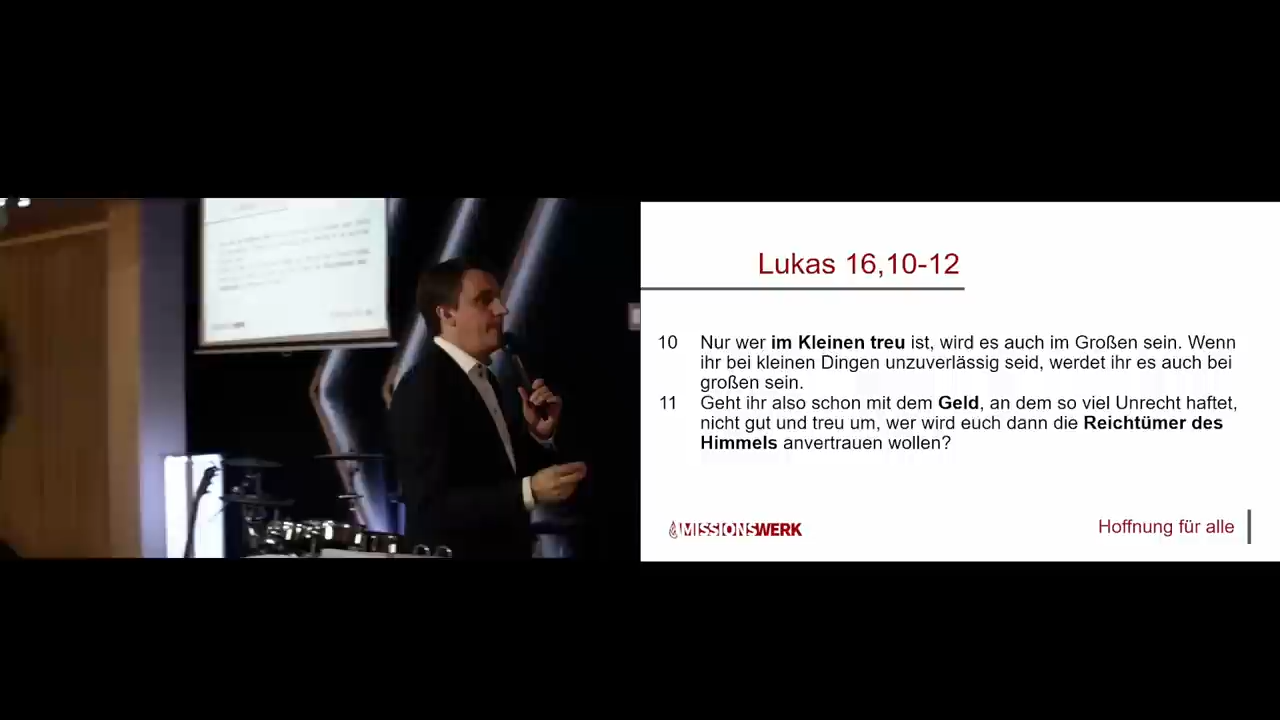 Lukas 16,10-12
10 Nur wer im Kleinen treu ist, wird es auch im Großen sein. Wenn
ihr bei kleinen Dingen unzuverlässig seid, werdet ihr es auch bei
großen sein.
11 Geht ihr also schon mit dem Geld, an dem so viel Unrecht haftet,
nicht gut und treu um, wer wird euch dann die Reichtümer des
Himmels anvertrauen wollen?
MISSIONSWERK
Hoffnung für alle